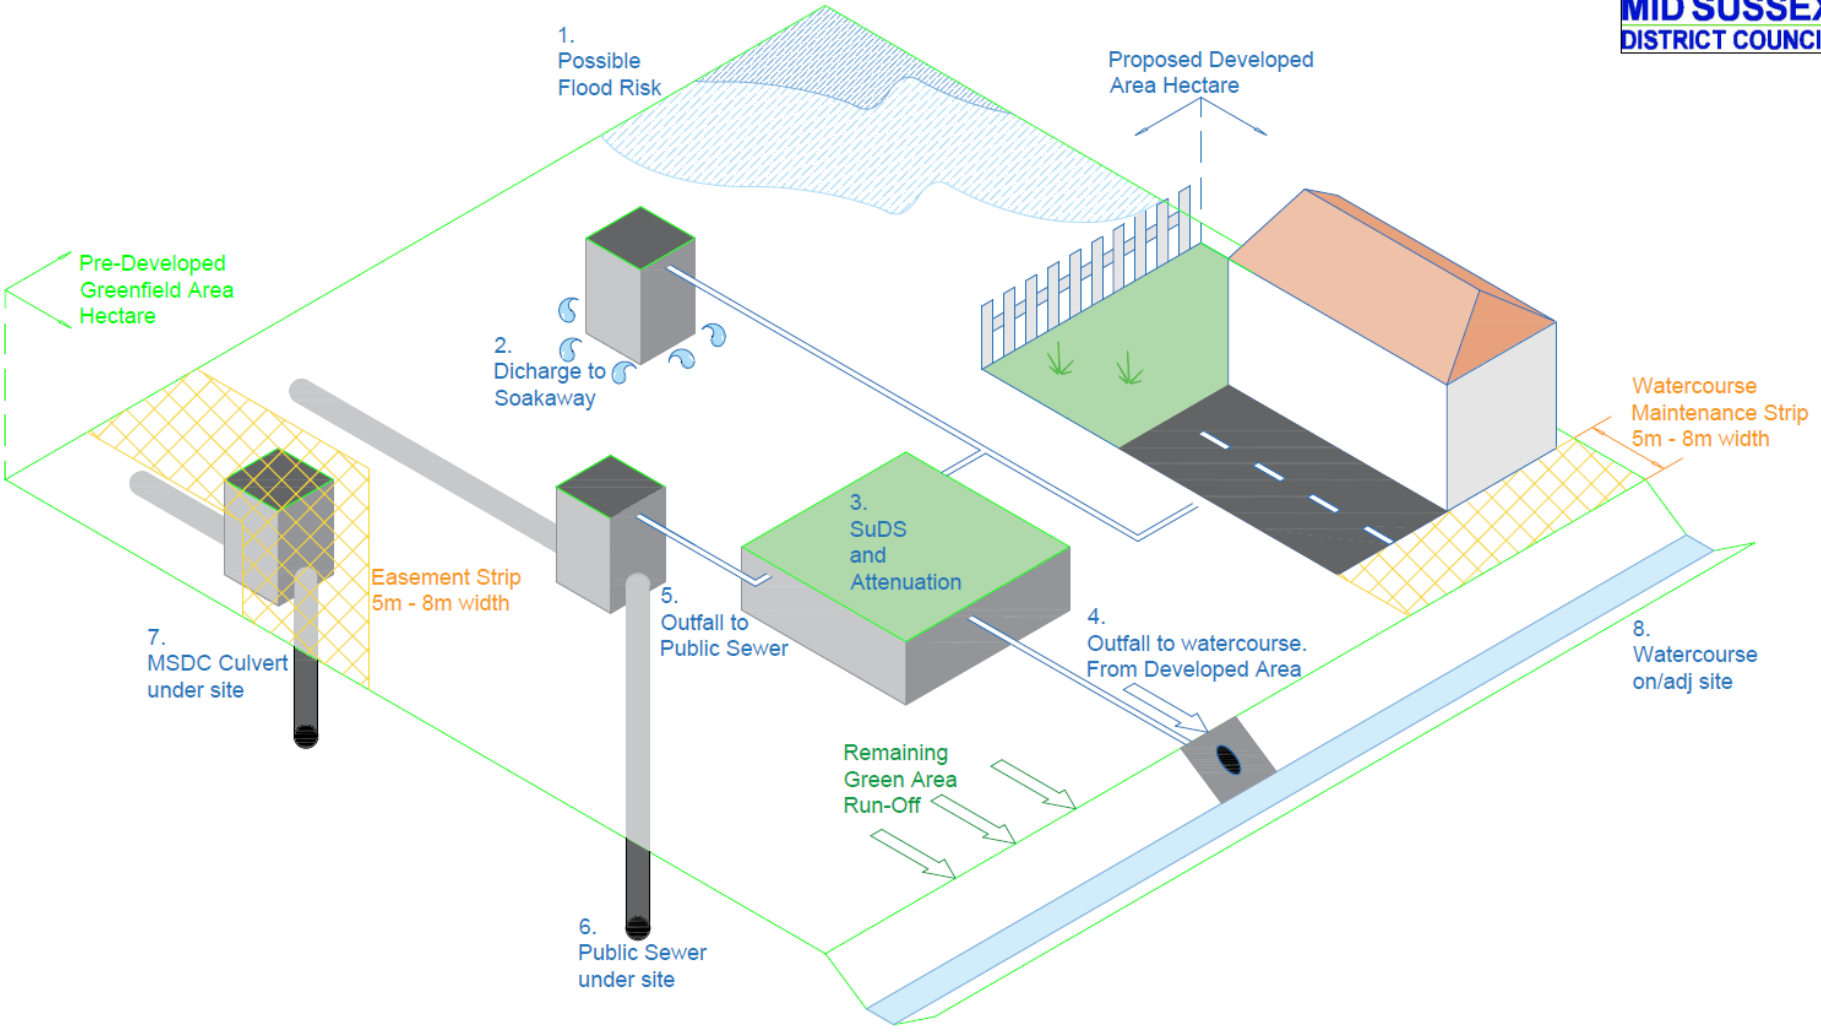 MID SUSSEX
DISTRICT COUNCI
1.
Possible
Flood Risk
Proposed Developed
Area Hectare
Pre-Developed
Greenfield Area
Hectare
2.
Dicharge to
Soakaway
Watercourse
Maintenance Strip
5m - 8m width
3.
SuDS
and
Attenuation
Easement Strip
5m - 8m width
5.
Outfall to
Public Sewer
4.
Outfall to watercourse.
From Developed Area
7.
MSDC Culvert
under site
8.
Watercourse
on/adj site
Remaining
Green Area
Run-Off
6.
Public Sewer
under site